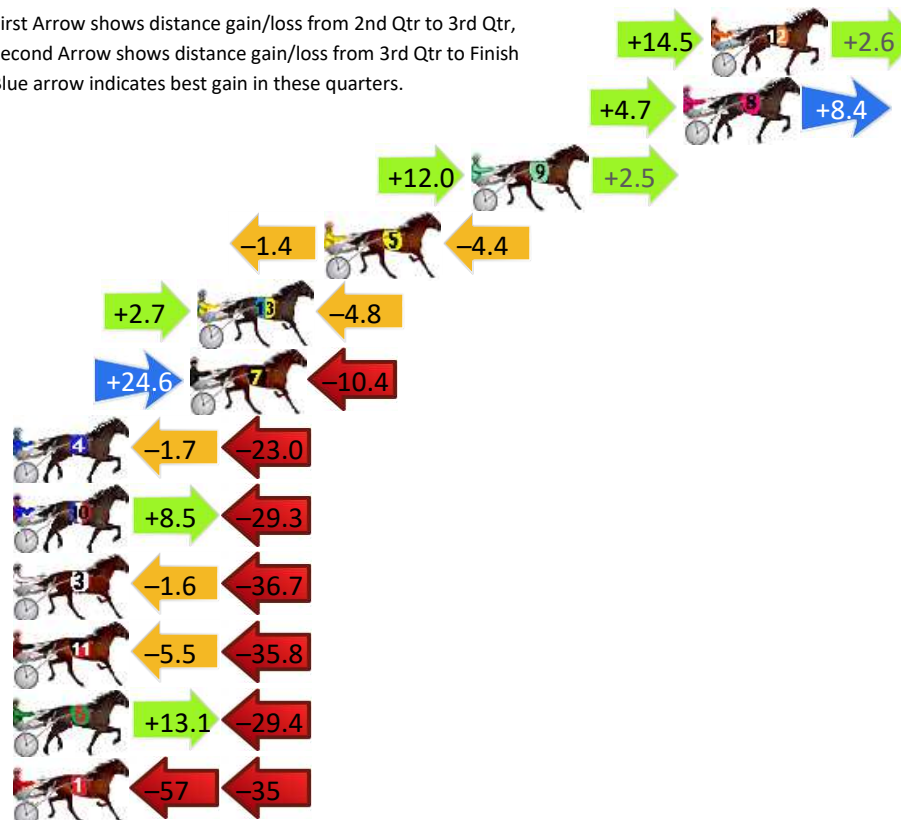 irst Arrow shows distance gain/loss from 2nd Qtr to 3rd Qtr,
econd Arrow shows distance gain/loss from 3rd Qtr to Finish
Blue arrow indicates best gain in these quarters.
+14.5 12 +2.6
+4.7 8 +8.4
+12.0 9 +2.5
–1.4 5 –4.4
+2.7 13 –4.8
+24.6 7 –10.4
4 –1.7 –23.0
10 +8.5 –29.3
3 –1.6 –36.7
11 –5.5 –35.8
6 +13.1 –29.4
1 –57 –35